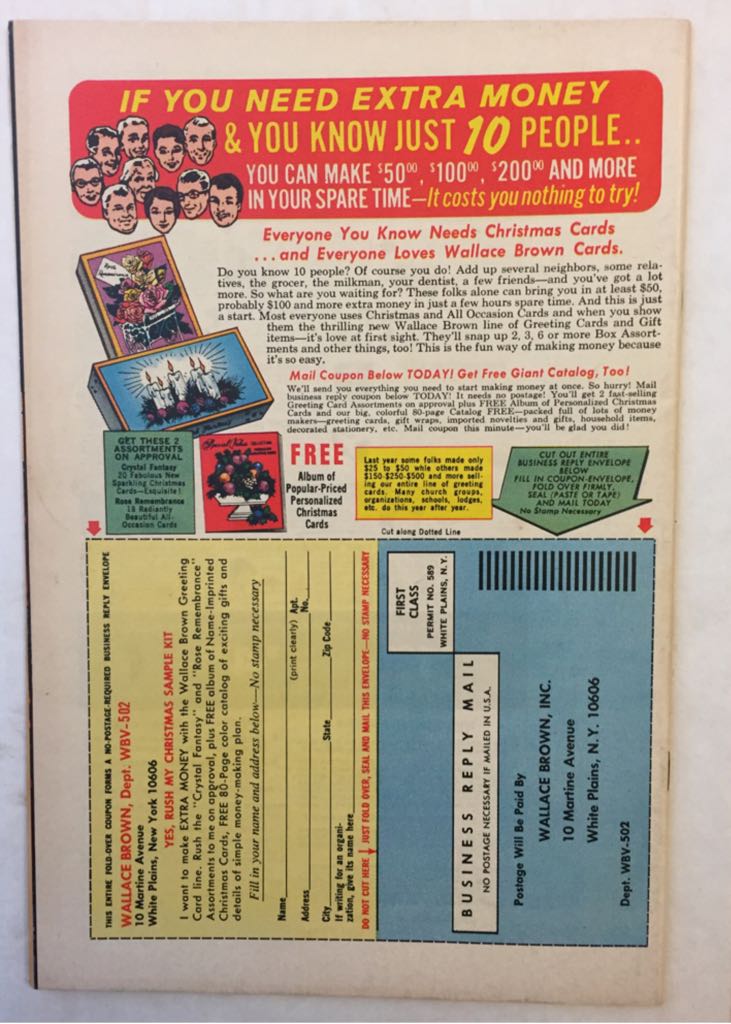 IF YOU NEED EXTRA MONEY
& YOU KNOW JUST 10 PEOPLE..
YOU CAN MAKE $50⁰⁰, $100⁰⁰, $200⁰⁰ AND MORE
IN YOUR SPARE TIME—It costs you nothing to try!
Everyone You Know Needs Christmas Cards
...and Everyone Loves Wallace Brown Cards.
Do you know 10 people? Of course you do! Add up several neighbors, some rela-
tives, the grocer, the milkman, your dentist, a few friends—and you've got a lot
more. So what are you waiting for? These folks alone can bring you in at least $50,
probably $100 and more extra money in just a few hours spare time. And this is just
a start. Most everyone uses Christmas and All Occasion Cards and when you show
them the thrilling new Wallace Brown line of Greeting Cards and Gift
items—it's love at first sight. They'll snap up 2, 3, 6 or more Box Assort-
ments and other things, too! This is the fun way of making money because
it's so easy.
Mail Coupon Below TODAY! Get Free Giant Catalog, Too!
We'll send you everything you need to start making money at once. So hurry! Mail
business reply coupon below TODAY! It needs no postage! You'll get 2 fast-selling
Greeting Card Assortments on approval plus FREE Album of Personalized Christmas
Cards and our big, colorful 80-page Catalog FREE—packed full of lots of money
makers—greeting cards, gift wraps, imported novelties and gifts, household items,
decorated stationery, etc. Mail coupon this minute—you'll be glad you did!
GET THESE 2
ASSORTMENTS
ON APPROVAL
Crystal Fantasy
20 Fabulous New
Sparkling Christmas
Cards—Exquisite!
Rose Remembrance
18 Radiantly
Beautiful All-
Occasion Cards
FREE
Album of
Popular-Priced
Personalized
Christmas
Cards
Last year some folks made only
$25 to $50 while others made
$150-$250-$500 and more sell-
ing our entire line of greeting
cards. Many church groups,
organizations, schools, lodges,
etc. do this year after year.
CUT OUT ENTIRE
BUSINESS REPLY ENVELOPE
BELOW
FILL IN COUPON-ENVELOPE,
FOLD OVER FIRMLY,
SEAL (PASTE OR TAPE)
AND MAIL TODAY
No Stamp Necessary
Cut along Dotted Line
THIS ENTIRE FOLD-OVER COUPON FORMS A NO-POSTAGE-REQUIRED BUSINESS REPLY ENVELOPE
WALLACE BROWN, Dept. WBV-502
10 Martine Avenue
White Plains, New York 10606
YES, RUSH MY CHRISTMAS SAMPLE KIT
I want to make EXTRA MONEY with the Wallace Brown Greeting
Card line. Rush the "Crystal Fantasy" and "Rose Remembrance"
Assortments to me on approval, plus FREE album of Name-Imprinted
Christmas Cards, FREE 80-Page color catalog of exciting gifts and
details of simple money-making plan.
Fill in your name and address below—No stamp necessary
Name
(print clearly)
Address Apt. No.
City State Zip Code
If writing for an organi-
zation, give its name here
DO NOT CUT HERE JUST FOLD OVER, SEAL AND MAIL THIS ENVELOPE—NO STAMP NECESSARY
FIRST
CLASS
PERMIT NO. 589
WHITE PLAINS, N.Y.
BUSINESS REPLY MAIL
NO POSTAGE NECESSARY IF MAILED IN U.S.A.
Postage Will Be Paid By
WALLACE BROWN, INC.
10 Martine Avenue
White Plains, N.Y. 10606
Dept. WBV-502